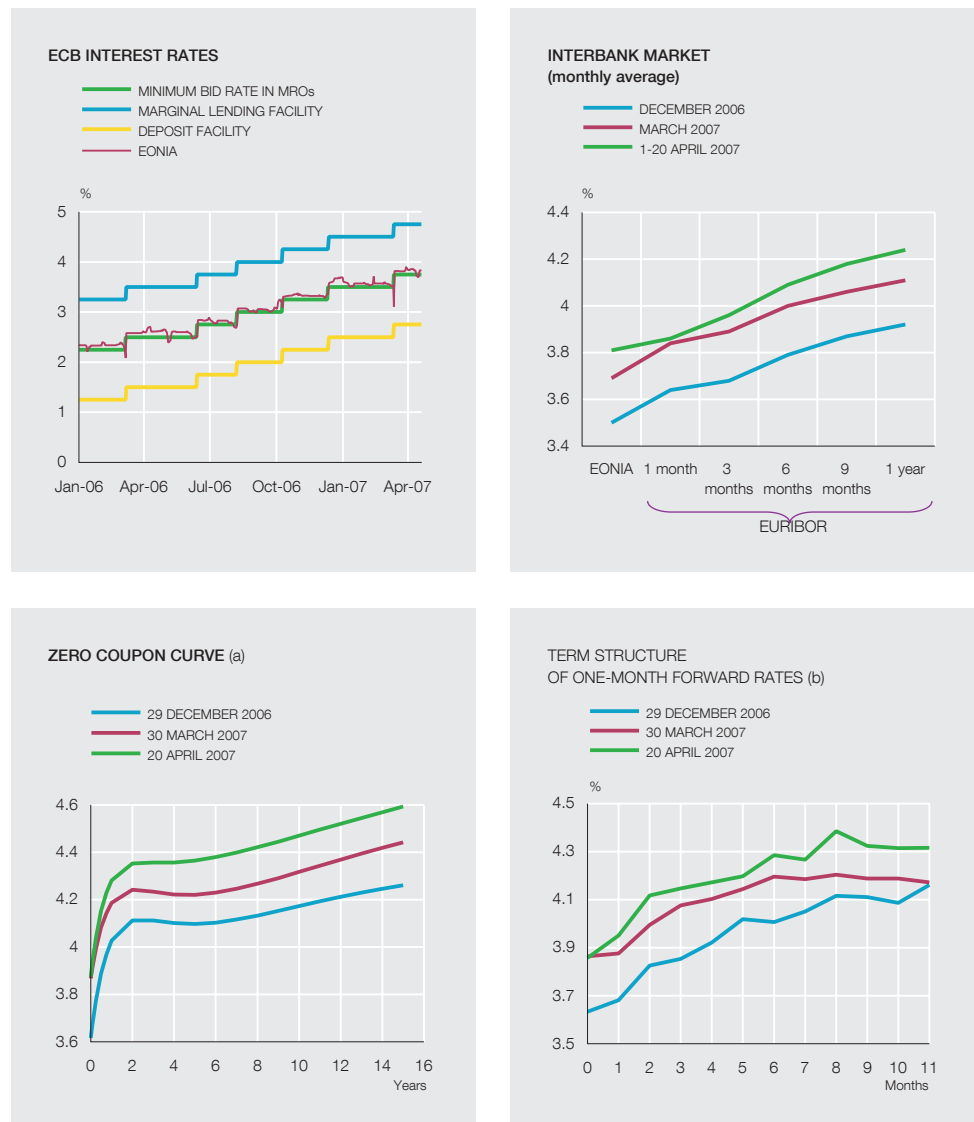 ECB INTEREST RATES
MINIMUM BID RATE IN MROs
MARGINAL LENDING FACILITY
DEPOSIT FACILITY
EONIA
%
5
4
3
2
1
0
Jan-06 Apr-06 Jul-06 Oct-06 Jan-07 Apr-07
INTERBANK MARKET
(monthly average)
DECEMBER 2006
MARCH 2007
1-20 APRIL 2007
%
4.4
4.2
4
3.8
3.6
3.4
EONIA 1 month 3 6 9 1 year
months months months
EURIBOR
ZERO COUPON CURVE (a)
29 DECEMBER 2006
30 MARCH 2007
20 APRIL 2007
4.6
4.4
4.2
4
3.8
3.6
0 2 4 6 8 10 12 14 16
Years
TERM STRUCTURE
OF ONE-MONTH FORWARD RATES (b)
29 DECEMBER 2006
30 MARCH 2007
20 APRIL 2007
%
4.5
4.3
4.1
3.9
3.7
3.5
0 1 2 3 4 5 6 7 8 9 10 11
Months